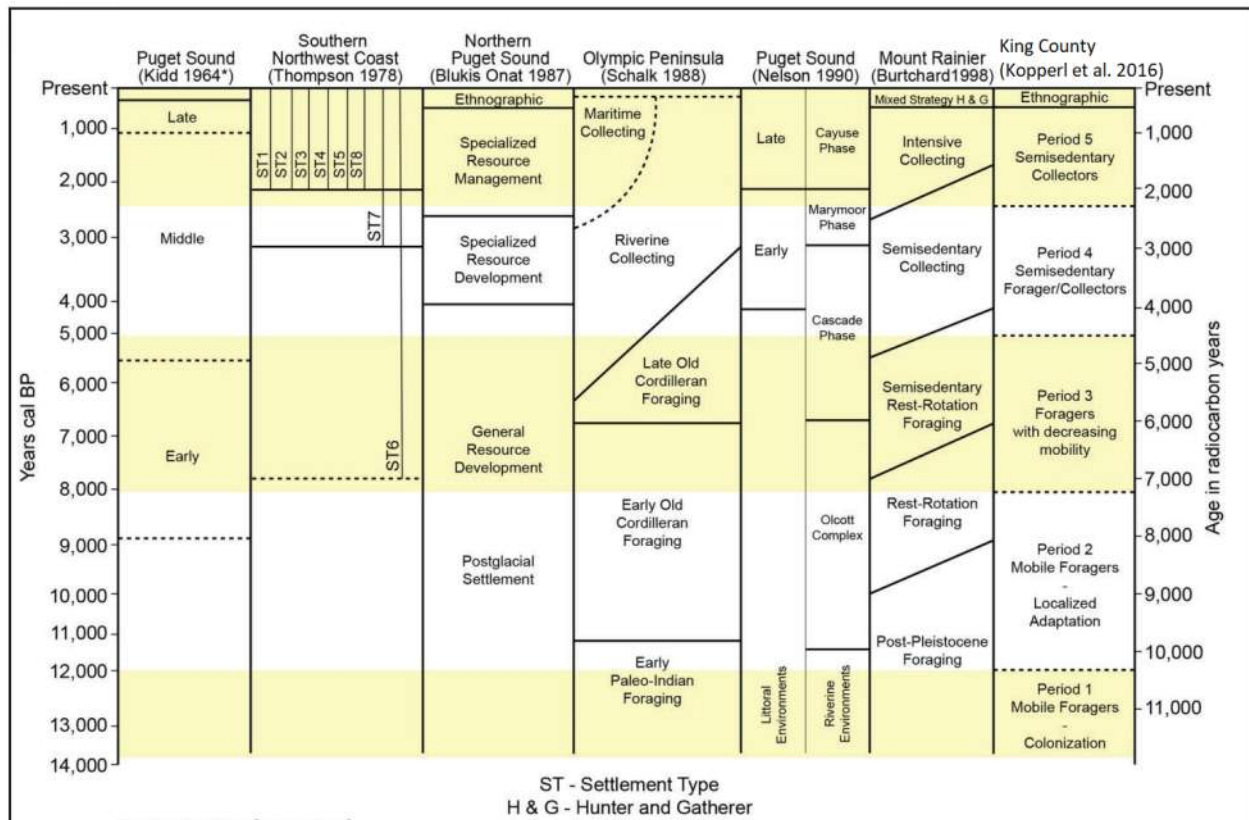 Puget Sound
(Kidd 1964*)
Southern
Northwest Coast
(Thompson 1978)
Northern
Puget Sound
(Blukis Onat 1987)
Olympic Peninsula
(Schalk 1988)
Puget Sound
(Nelson 1990)
Mount Rainier
(Burtchard1998)
King County
(Kopperl et al. 2016)
Years cal BP
Present
1,000
2,000
3,000
4,000
5,000
6,000
7,000
8,000
9,000
10,000
11,000
12,000
13,000
14,000
Late
Middle
Early
ST1
ST2
ST3
ST4
ST5
ST8
ST7
ST6
Ethnographic
Specialized
Resource
Management
Specialized
Resource
Development
General
Resource
Development
Postglacial
Settlement
Maritime
Collecting
Riverine
Collecting
Late Old
Cordilleran
Foraging
Early Old
Cordilleran
Foraging
Early
Paleo-Indian
Foraging
Late
Early
Littoral
Environments
Cayuse
Phase
Marymoor
Phase
Cascade
Phase
Olcott
Complex
Riverine
Environments
Mixed Strategy H & G
Intensive
Collecting
Semisedentary
Collecting
Semisedentary
Rest-Rotation
Foraging
Rest-Rotation
Foraging
Post-Pleistocene
Foraging
Ethnographic
Period 5
Semisedentary
Collectors
Period 4
Semisedentary
Forager/Collectors
Period 3
Foragers
with decreasing
mobility
Period 2
Mobile Foragers
-
Localized
Adaptation
Period 1
Mobile Foragers
-
Colonization
Present
1,000
2,000
3,000
4,000
5,000
6,000
7,000
8,000
9,000
10,000
11,000
Age in radiocarbon years
ST - Settlement Type
H & G - Hunter and Gatherer